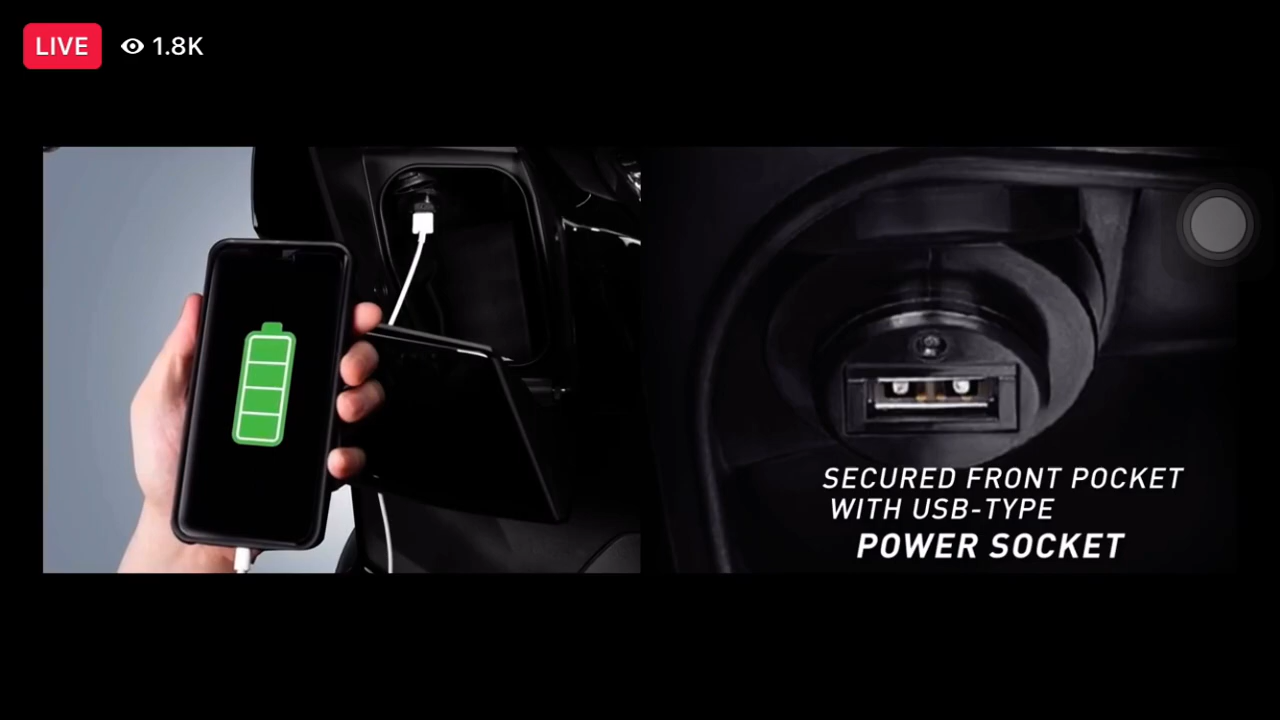 LIVE
1.8K
SECURED FRONT POCKET
WITH USB-TYPE
POWER SOCKET